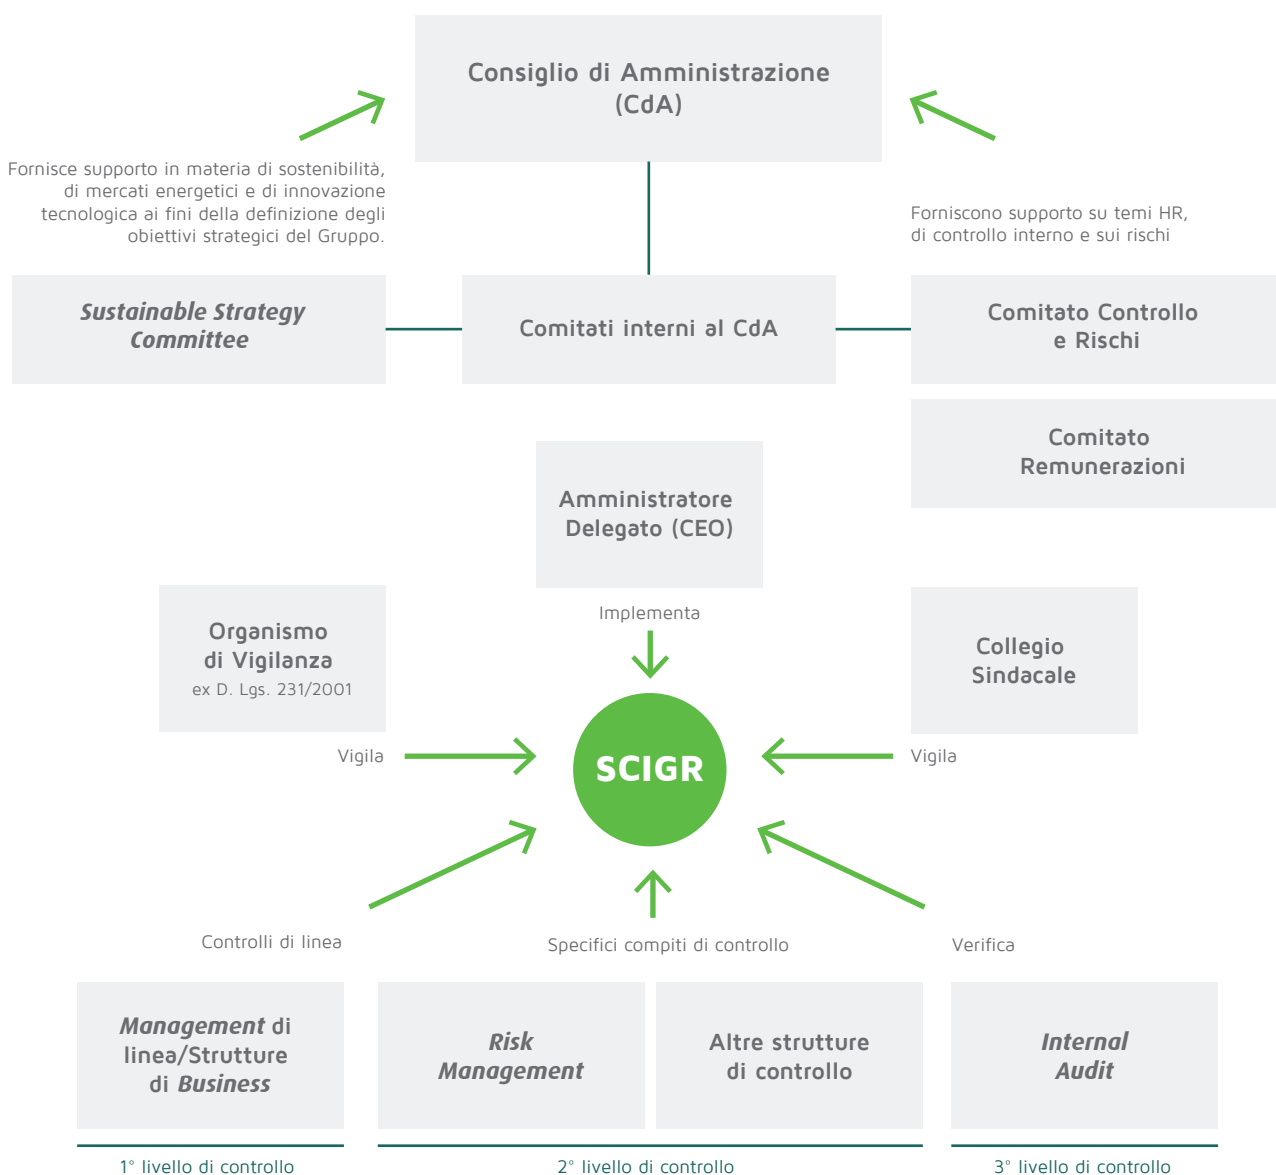 Consiglio di Amministrazione
(CdA)
Fornisce supporto in materia di sostenibilità,
di mercati energetici e di innovazione
tecnologica ai fini della definizione degli
obiettivi strategici del Gruppo.
Forniscono supporto su temi HR,
di controllo interno e sui rischi
Sustainable Strategy
Committee
Comitati interni al CdA
Comitato Controllo
e Rischi
Comitato
Remunerazioni
Amministratore
Delegato (CEO)
Implementa
Organismo
di Vigilanza
ex D. Lgs. 231/2001
Collegio
Sindacale
Vigila
SCIGR
Vigila
Controlli di linea
Specifici compiti di controllo
Verifica
Management di
linea/Strutture
di Business
Risk
Management
Altre strutture
di controllo
Internal
Audit
1° livello di controllo
2° livello di controllo
3° livello di controllo